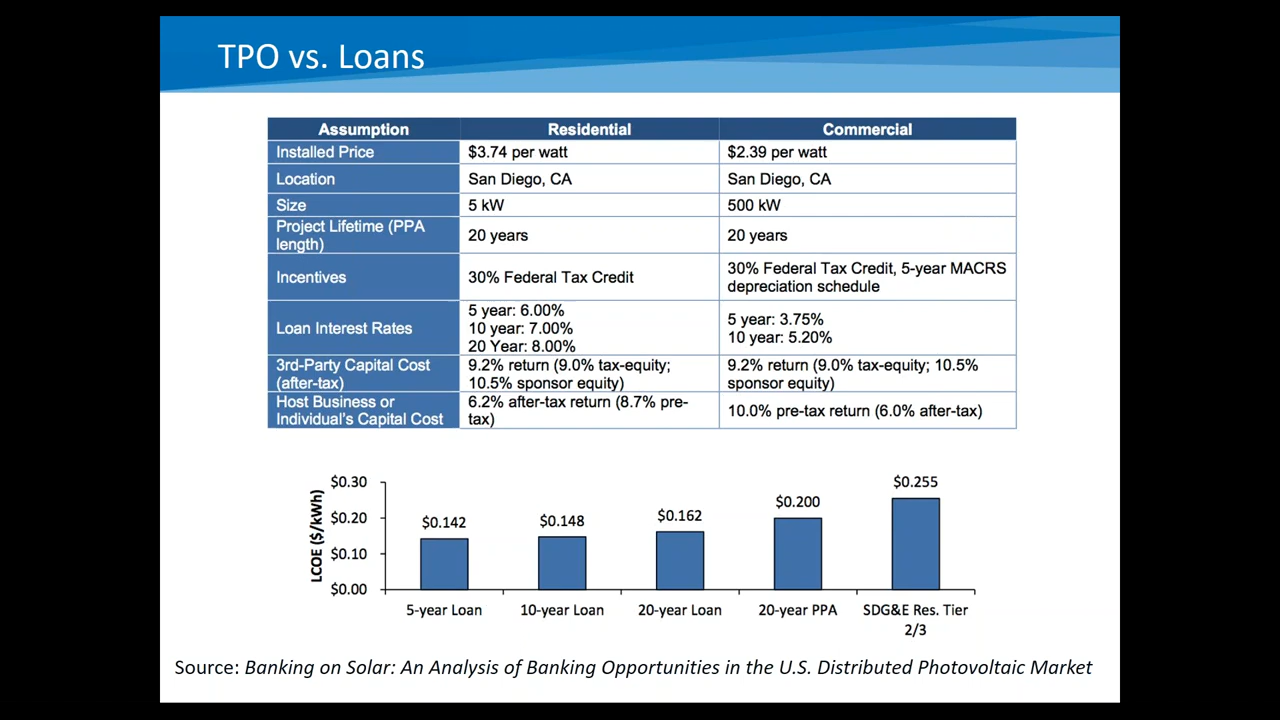 TPO vs. Loans
Assumption Residential Commercial
Installed Price $3.74 per watt $2.39 per watt
Location San Diego, CA San Diego, CA
Size 5 kW 500 kW
Project Lifetime (PPA
length) 20 years 20 years
Incentives 30% Federal Tax Credit 30% Federal Tax Credit, 5-year MACRS
depreciation schedule
Loan Interest Rates 5 year: 6.00%
10 year: 7.00%
20 Year: 8.00%
5 year: 3.75%
10 year: 5.20%
3rd-Party Capital Cost
(after-tax)
9.2% return (9.0% tax-equity;
10.5% sponsor equity)
9.2% return (9.0% tax-equity; 10.5%
sponsor equity)
Host Business or
Individual's Capital Cost
6.2% after-tax return (8.7% pre-
tax)
10.0% pre-tax return (6.0% after-tax)
LCOE ($/kWh)
$0.30
$0.20
$0.10
$0.00
$0.142
$0.148
$0.162
$0.200
$0.255
5-year Loan
10-year Loan
20-year Loan
20-year PPA
SDG&E Res. Tier
2/3
Source: Banking on Solar: An Analysis of Banking Opportunities in the U.S. Distributed Photovoltaic Market